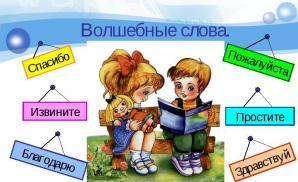 Волшебные слова.
Спасибо
Пожалуйста
Извините
Простите
Благодарю
Здравствуй